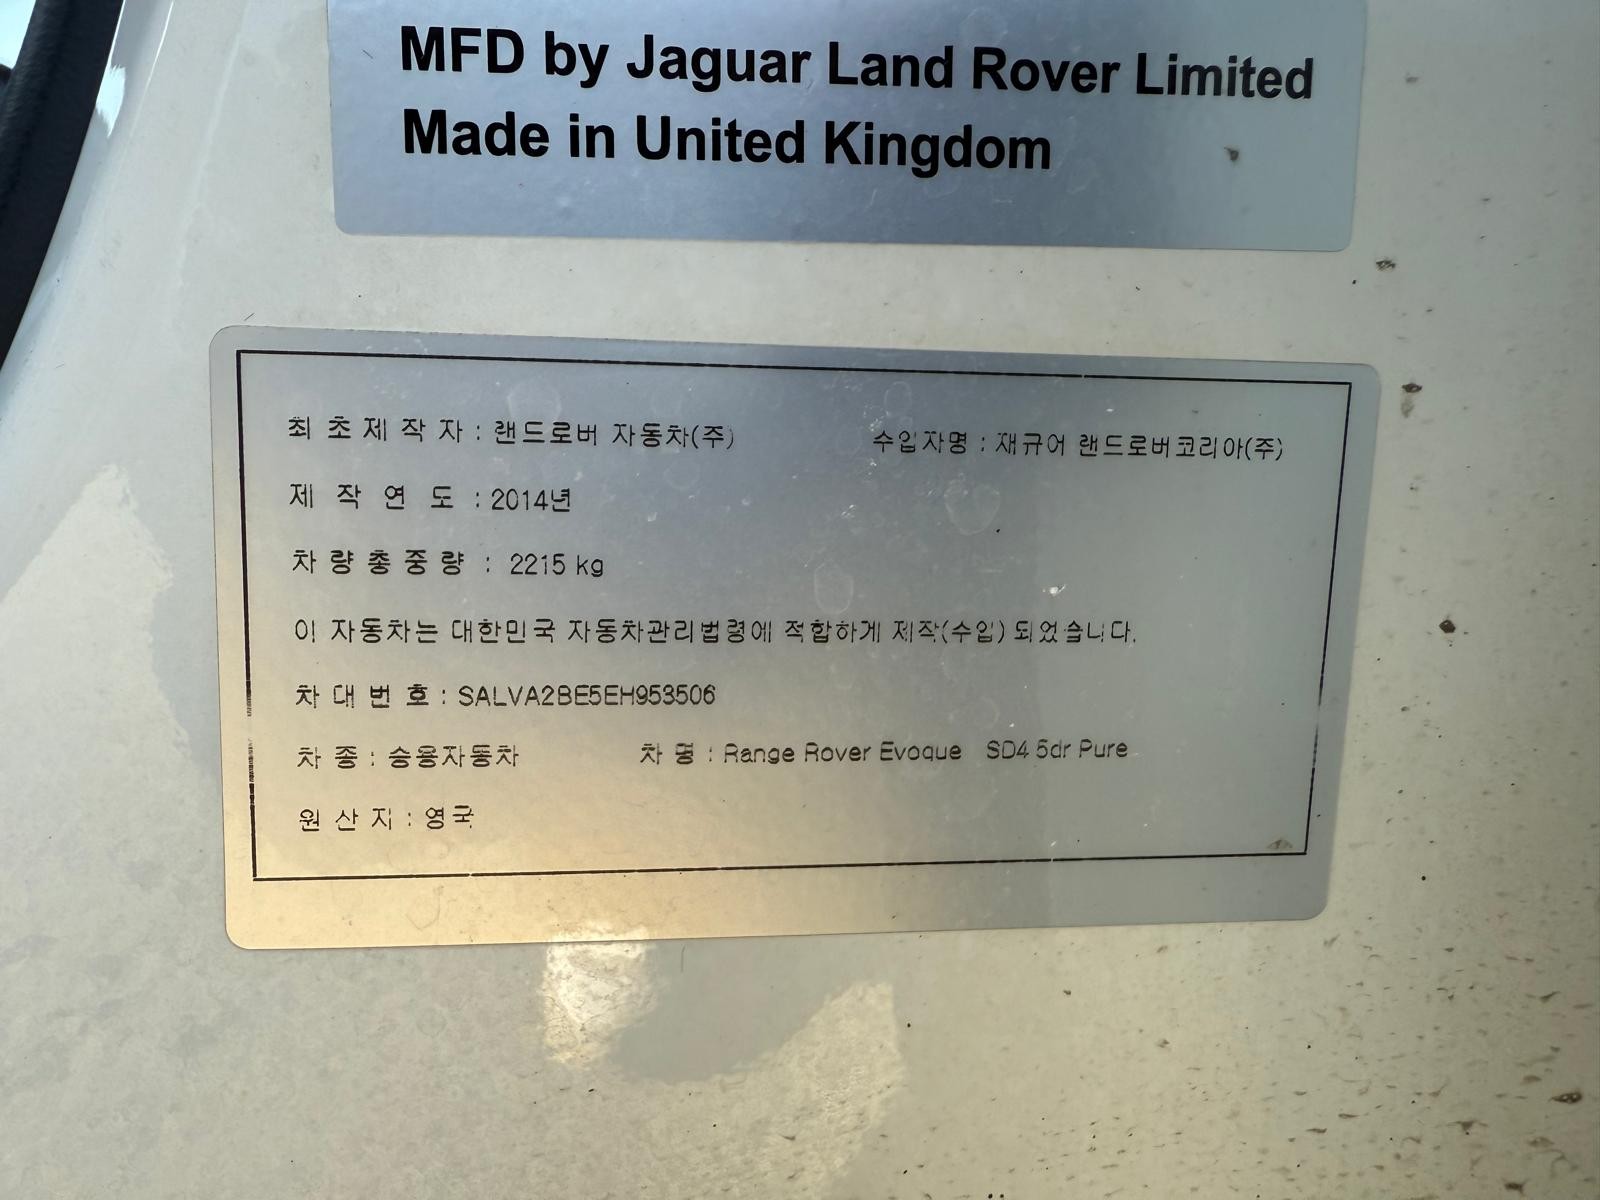 MFD by Jaguar Land Rover Limited
Made in United Kingdom
최초제작자 : 랜드로버 자동차(주) 수입자명 : 재규어 랜드로버코리아(주)
제작연도 : 2014년
차량총중량 : 2215 kg
이 자동차는 대한민국 자동차관리법령에 적합하게 제작(수입) 되었습니다.
차대번호 : SALVA2BE5EH953506
차종 : 승용자동차 차명 : Range Rover Evoque SD4 5dr Pure
원산지 : 영국